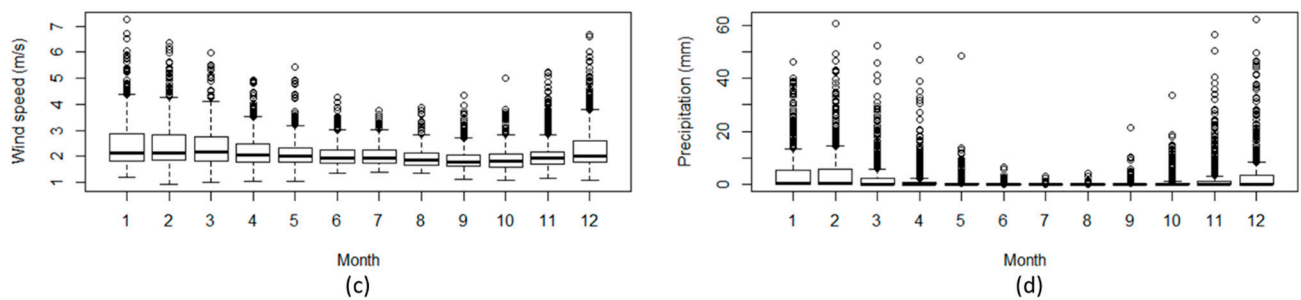 Wind speed (m/s)
7
6
5
4
3
2
1
1 2 3 4 5 6 7 8 9 10 11 12
Month
(c)
Precipitation (mm)
60
40
20
0
1 2 3 4 5 6 7 8 9 10 11 12
Month
(d)